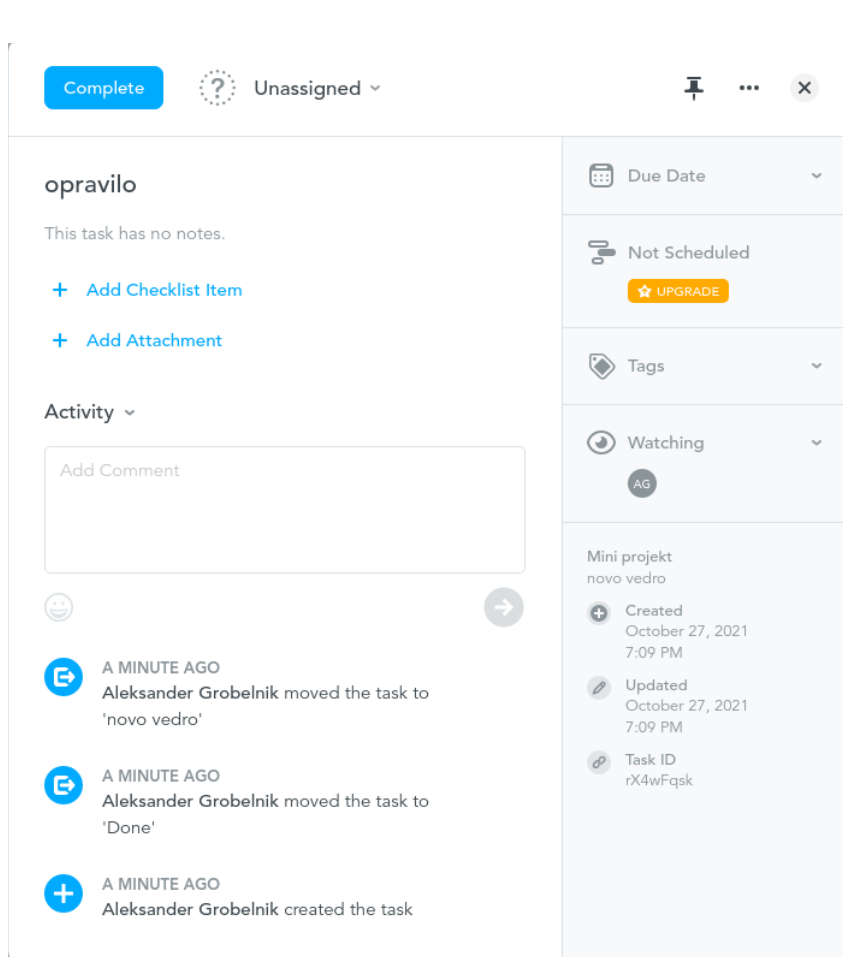 Complete
Unassigned
opravilo
This task has no notes.
Add Checklist Item
Add Attachment
Activity
Add Comment
A MINUTE AGO
Aleksander Grobelnik moved the task to
'novo vedro'
A MINUTE AGO
Aleksander Grobelnik moved the task to
'Done'
A MINUTE AGO
Aleksander Grobelnik created the task
Due Date
Not Scheduled
UPGRADE
Tags
Watching
AG
Mini projekt
novo vedro
Created
October 27, 2021
7:09 PM
Updated
October 27, 2021
7:09 PM
Task ID
rX4wFqsk